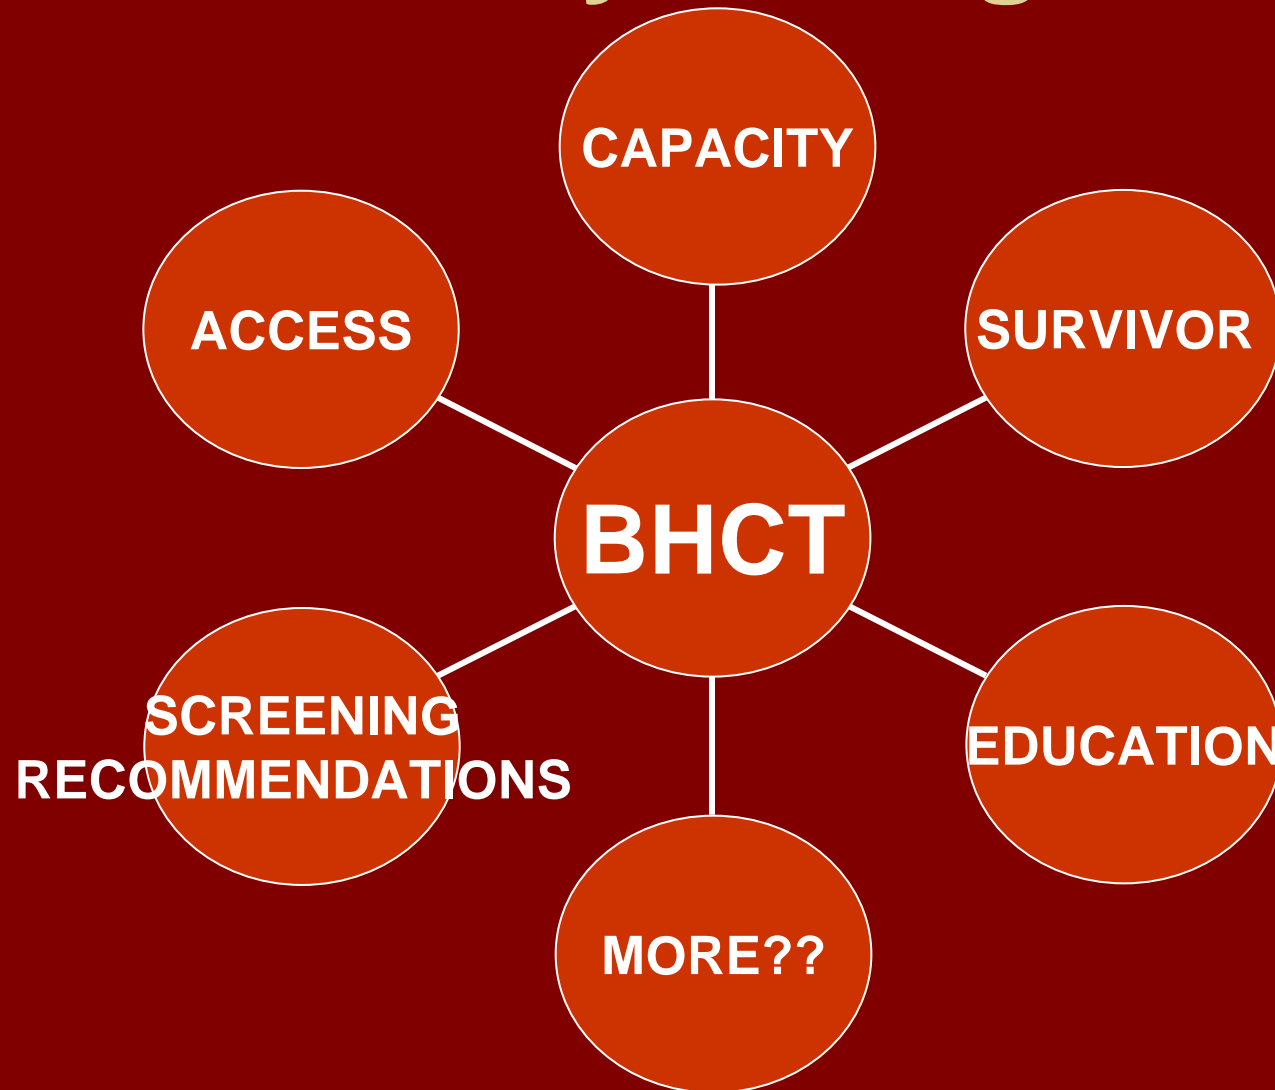 CAPACITY
ACCESS
SURVIVOR
BHCT
SCREENING
RECOMMENDATIONS
EDUCATION
MORE??